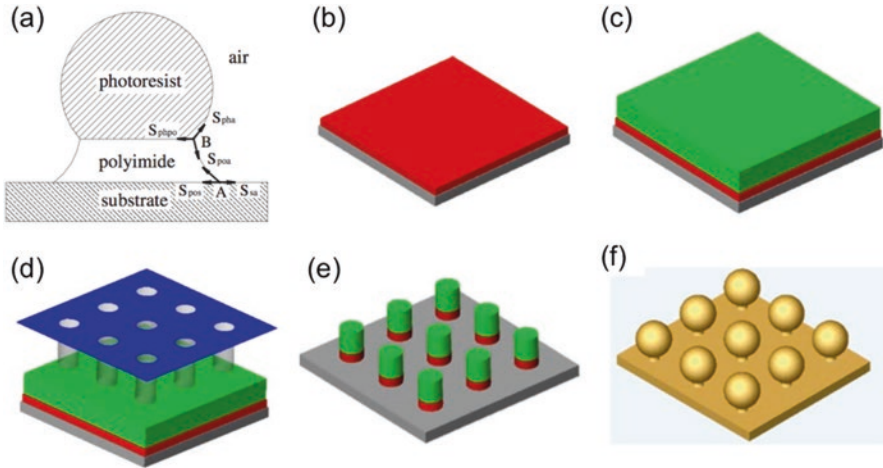 (a)
photoresist
air
Sphpo
Spha
B
Spoa
polyimide
Spos
A
Ssa
substrate
(b)
(c)
(d)
(e)
(f)